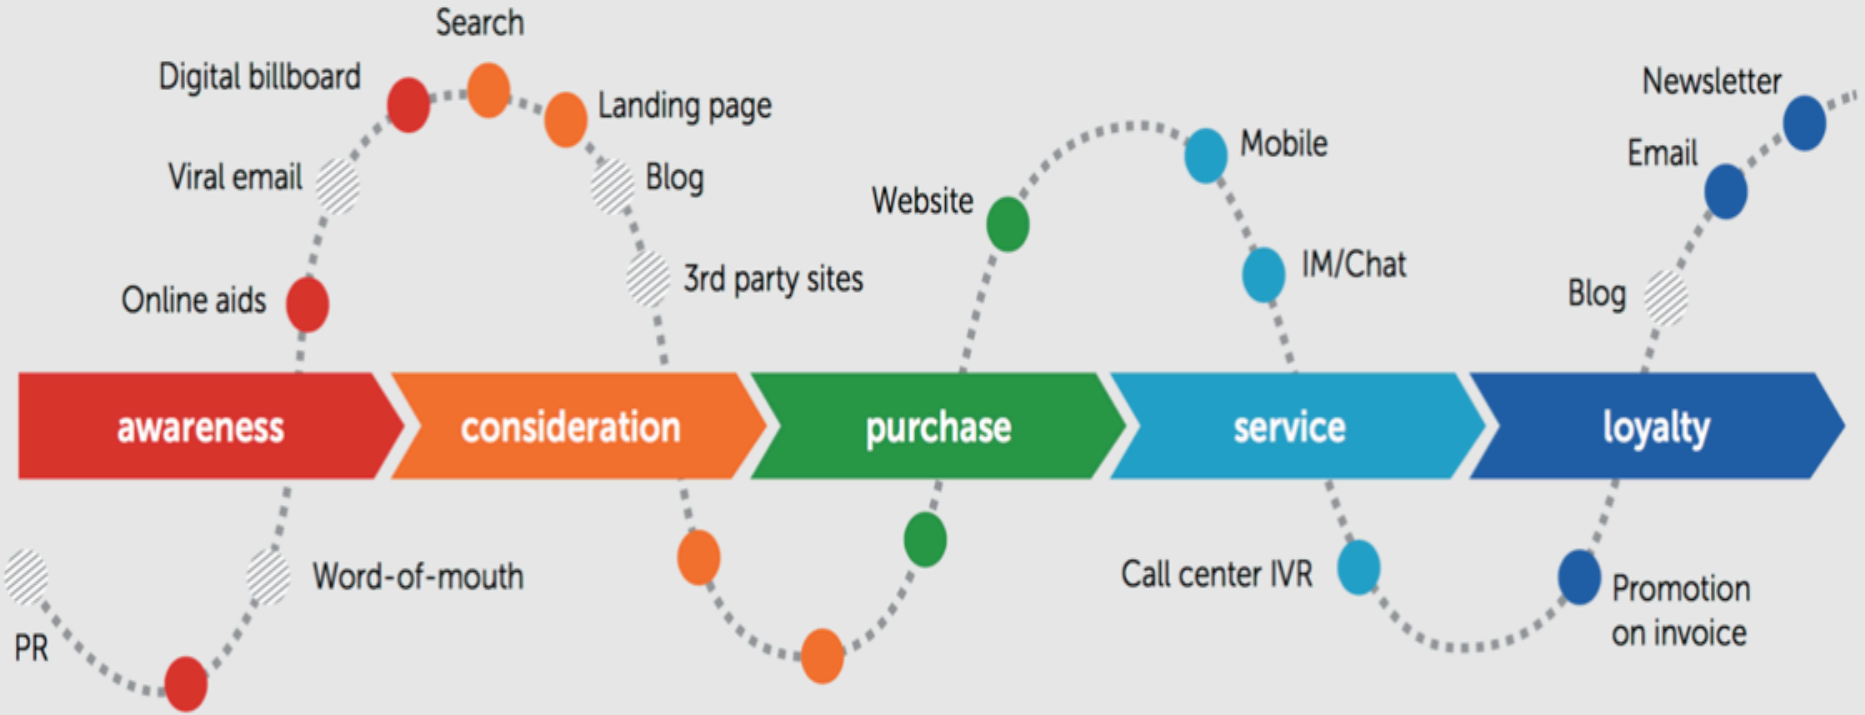 Search
Digital billboard
Landing page
Viral email
Blog
Online aids
3rd party sites
Website
Mobile
IM/Chat
Newsletter
Email
Blog
awareness
consideration
purchase
service
loyalty
PR
Word-of-mouth
Call center IVR
Promotion
on invoice